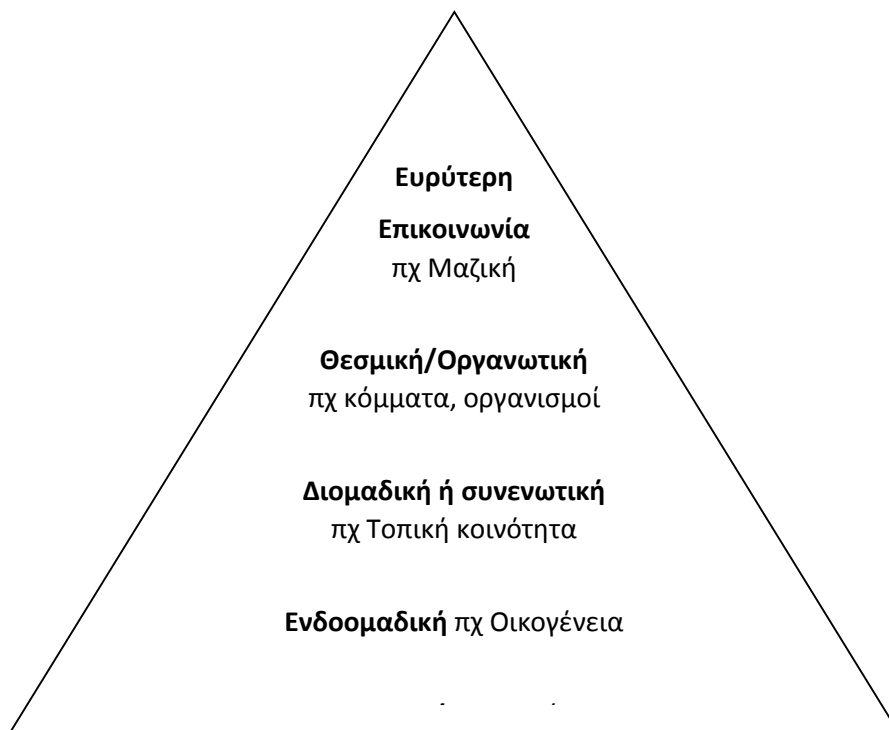 Ευρύτερη
Επικοινωνία
πχ Μαζική
Θεσμική/Οργανωτική
πχ κόμματα, οργανισμοί
Διομαδική ή συνενωτική
πχ Τοπική κοινότητα
Ενδοομαδική πχ Οικογένεια